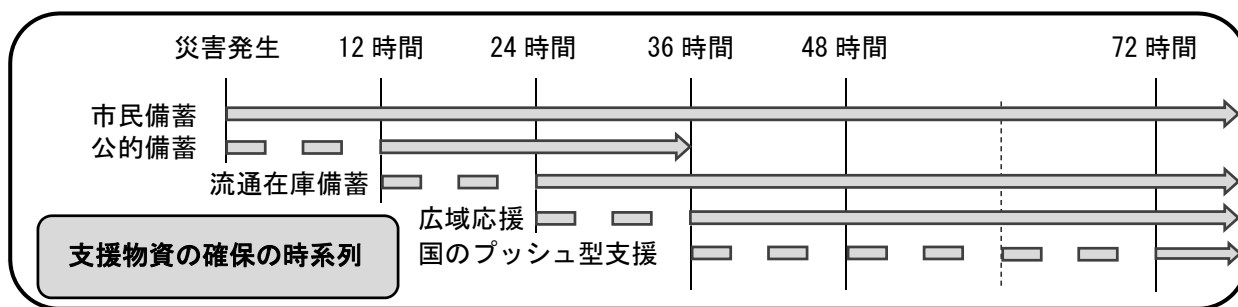 災害発生 12 時間 24 時間 36 時間 48 時間 72 時間
市民備蓄
公的備蓄
流通在庫備蓄
広域応援
国のプッシュ型支援
支援物資の確保の時系列